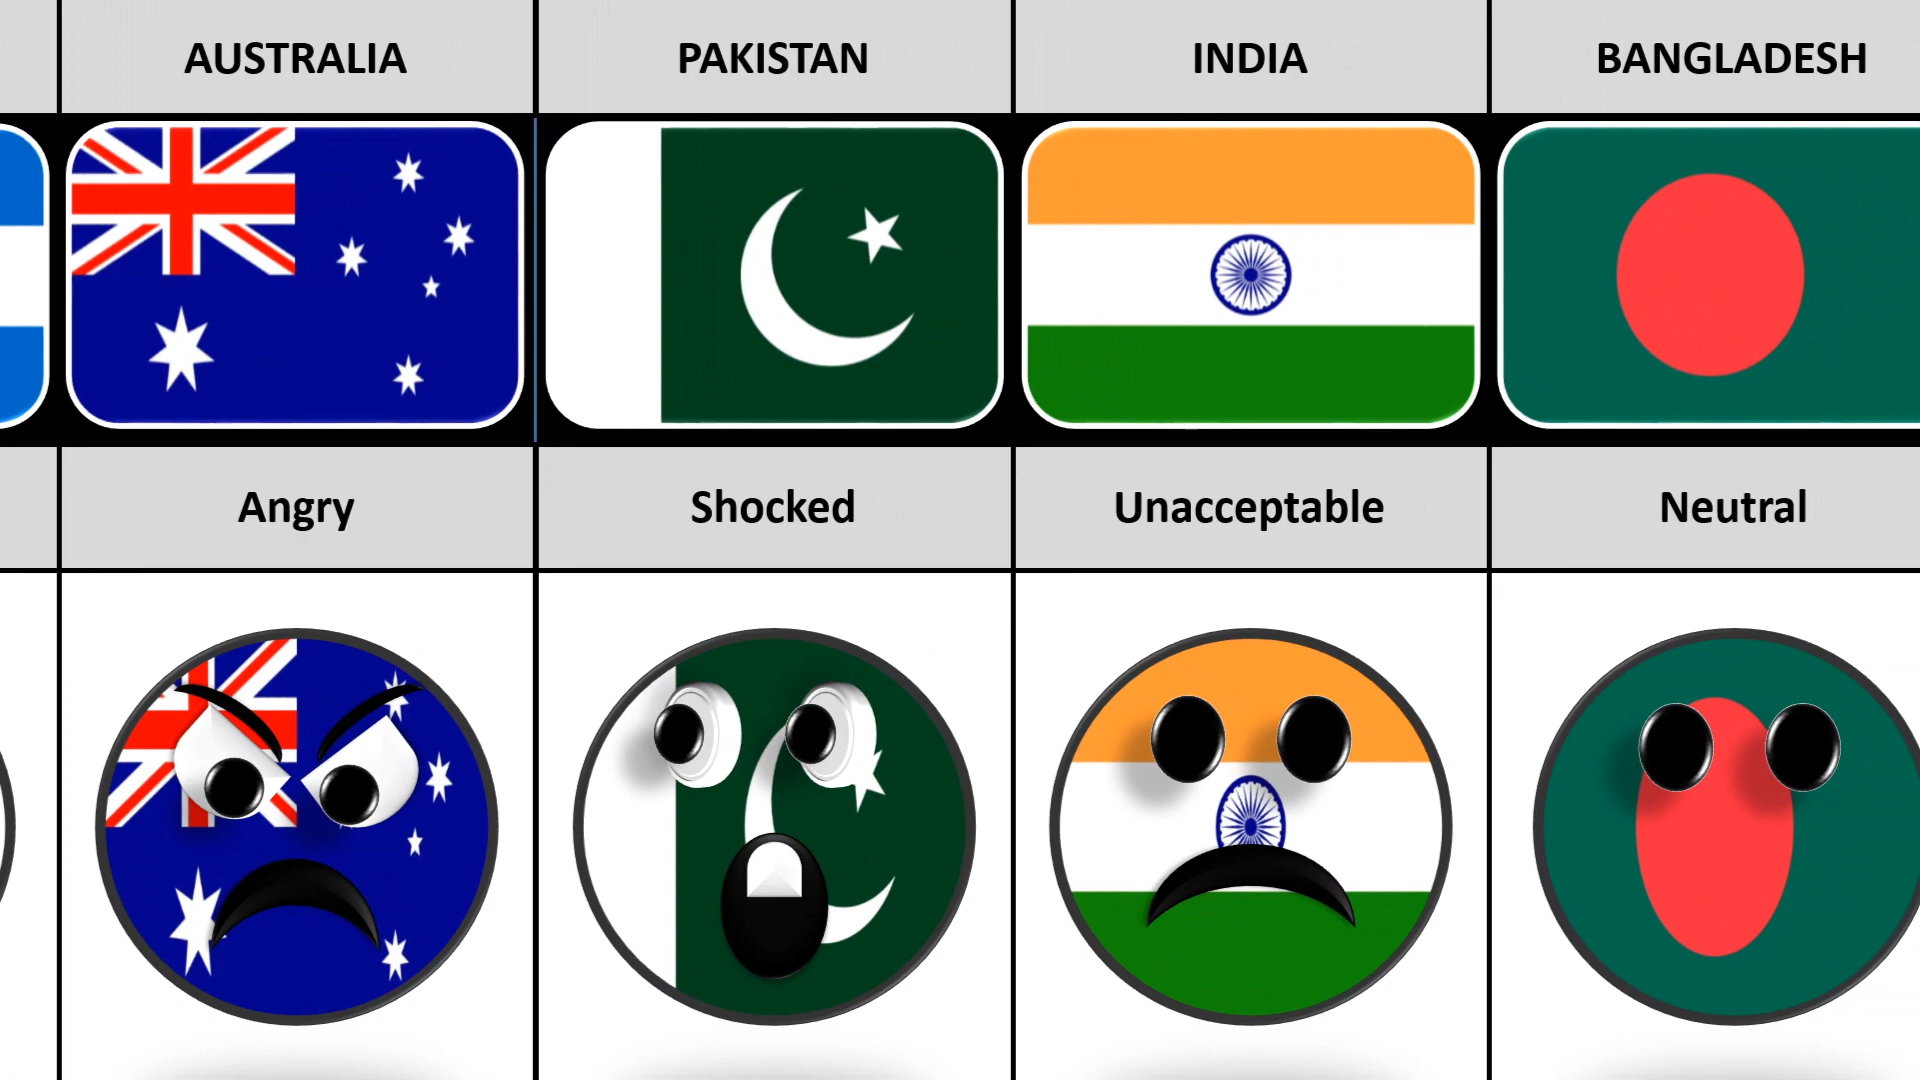 AUSTRALIA
PAKISTAN
INDIA
BANGLADESH
Angry
Shocked
Unacceptable
Neutral